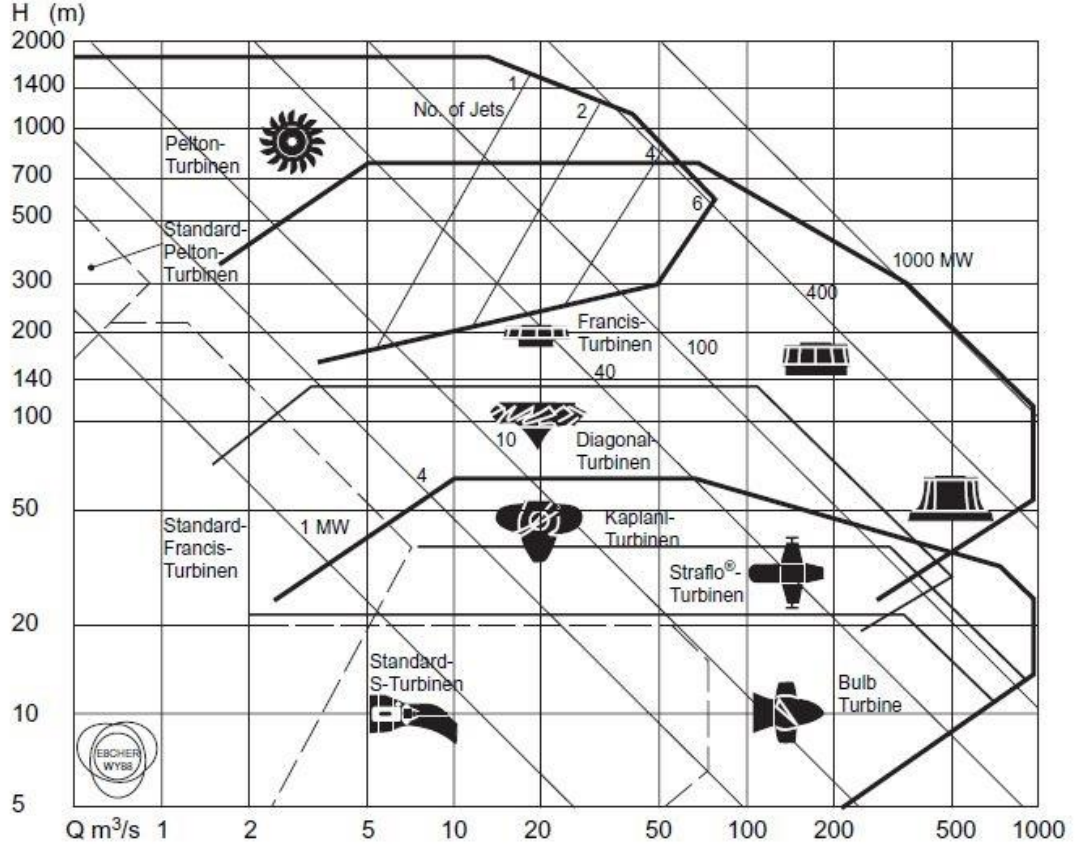 H (m)
2000
1400
1000
700
500
300
200
140
100
50
20
10
5
No. of Jets
1
2
4
6
Pelton-
Turbinen
Standard-
Pelton-
Turbinen
1000 MW
400
Francis-
Turbinen
100
40
10
Diagonal-
Turbinen
4
1 MW
Standard-
Francis-
Turbinen
Kaplani-
Turbinen
Straflo®-
Turbinen
Standard-
S-Turbinen
Bulb
Turbine
ESCHER
WYSS
Q m³/s 1 2 5 10 20 50 100 200 500 1000